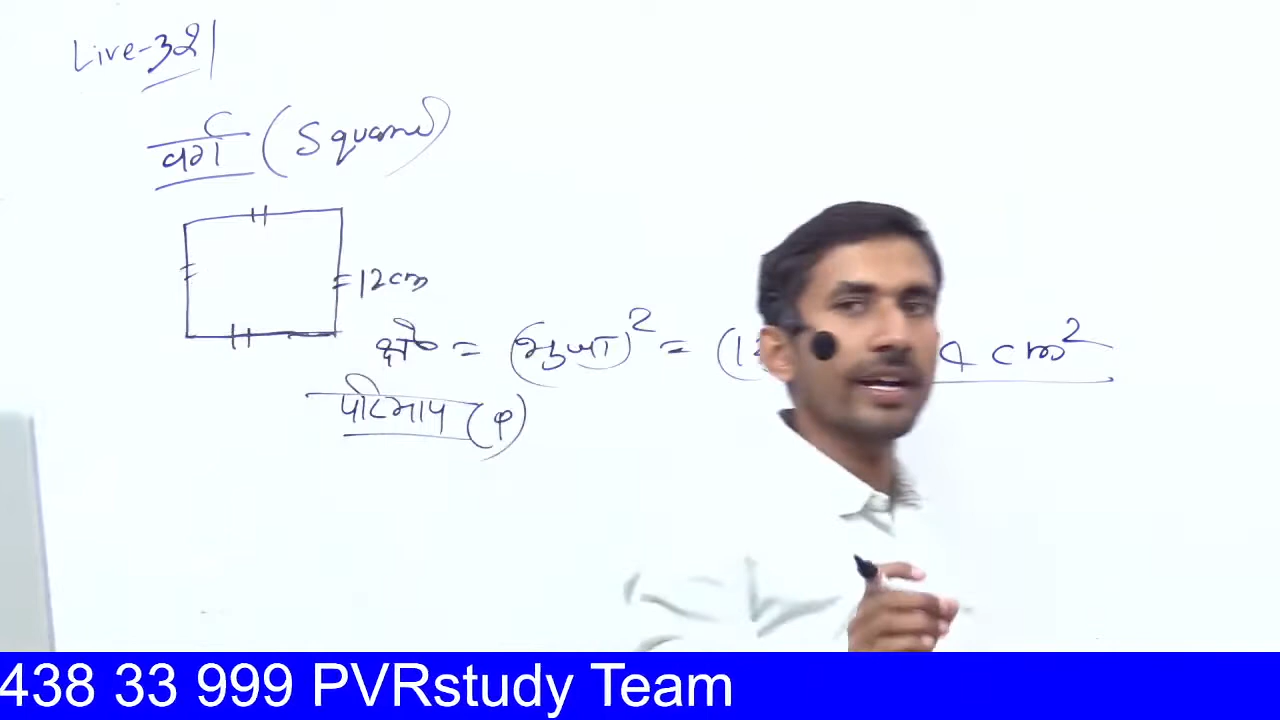 Live-321
वर्ग (Square)
=12cm
क्षे० = (भुजा)² = (1 4 cm²
परिमाप (P)
438 33 999 PVRstudy Team